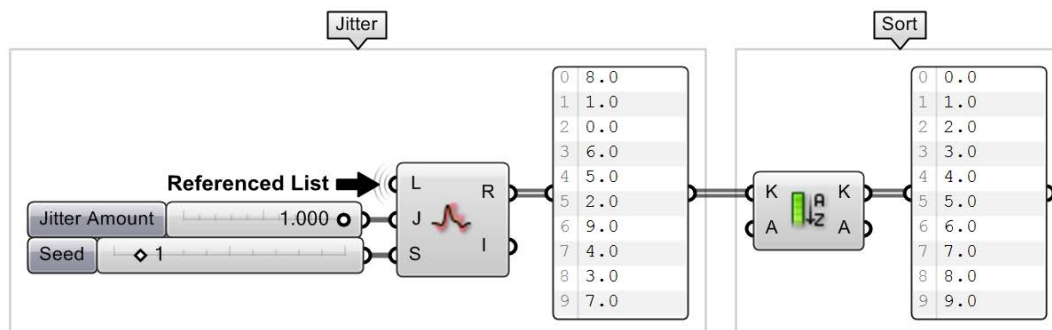 Jitter
Sort
Referenced List
Jitter Amount
1.000
Seed
1
L
J
S
R
I
0 8.0
1 1.0
2 0.0
3 6.0
4 5.0
5 2.0
6 9.0
7 4.0
8 3.0
9 7.0
K
A
A
Z
K
A
0 0.0
1 1.0
2 2.0
3 3.0
4 4.0
5 5.0
6 6.0
7 7.0
8 8.0
9 9.0